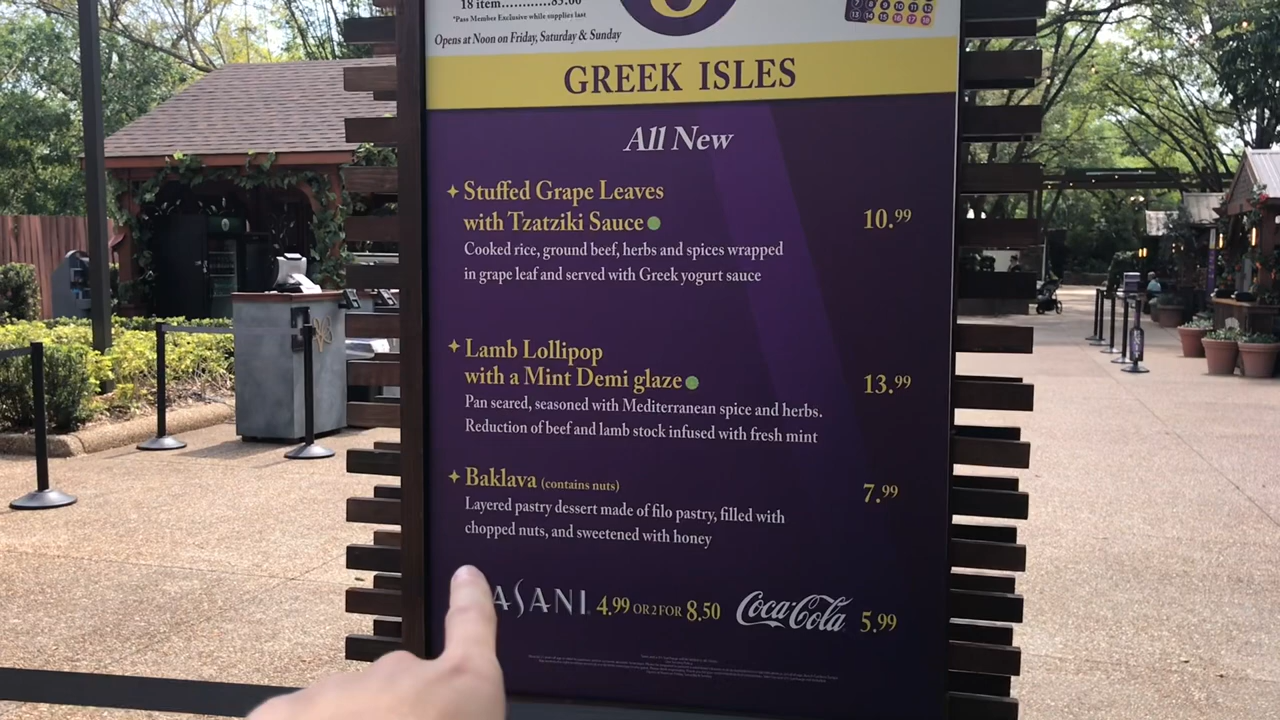 18 item.............85.00
*Pass Member Exclusive while supplies last
Opens at Noon on Friday, Saturday & Sunday
GREEK ISLES
All New
Stuffed Grape Leaves
with Tzatziki Sauce
10.99
Cooked rice, ground beef, herbs and spices wrapped
in grape leaf and served with Greek yogurt sauce
Lamb Lollipop
with a Mint Demi glaze
13.99
Pan seared, seasoned with Mediterranean spice and herbs.
Reduction of beef and lamb stock infused with fresh mint
Baklava (contains nuts)
7.99
Layered pastry dessert made of filo pastry, filled with
chopped nuts, and sweetened with honey
ASANI 4.99 OR 2 FOR 8.50 Coca-Cola 5.99
EXIT